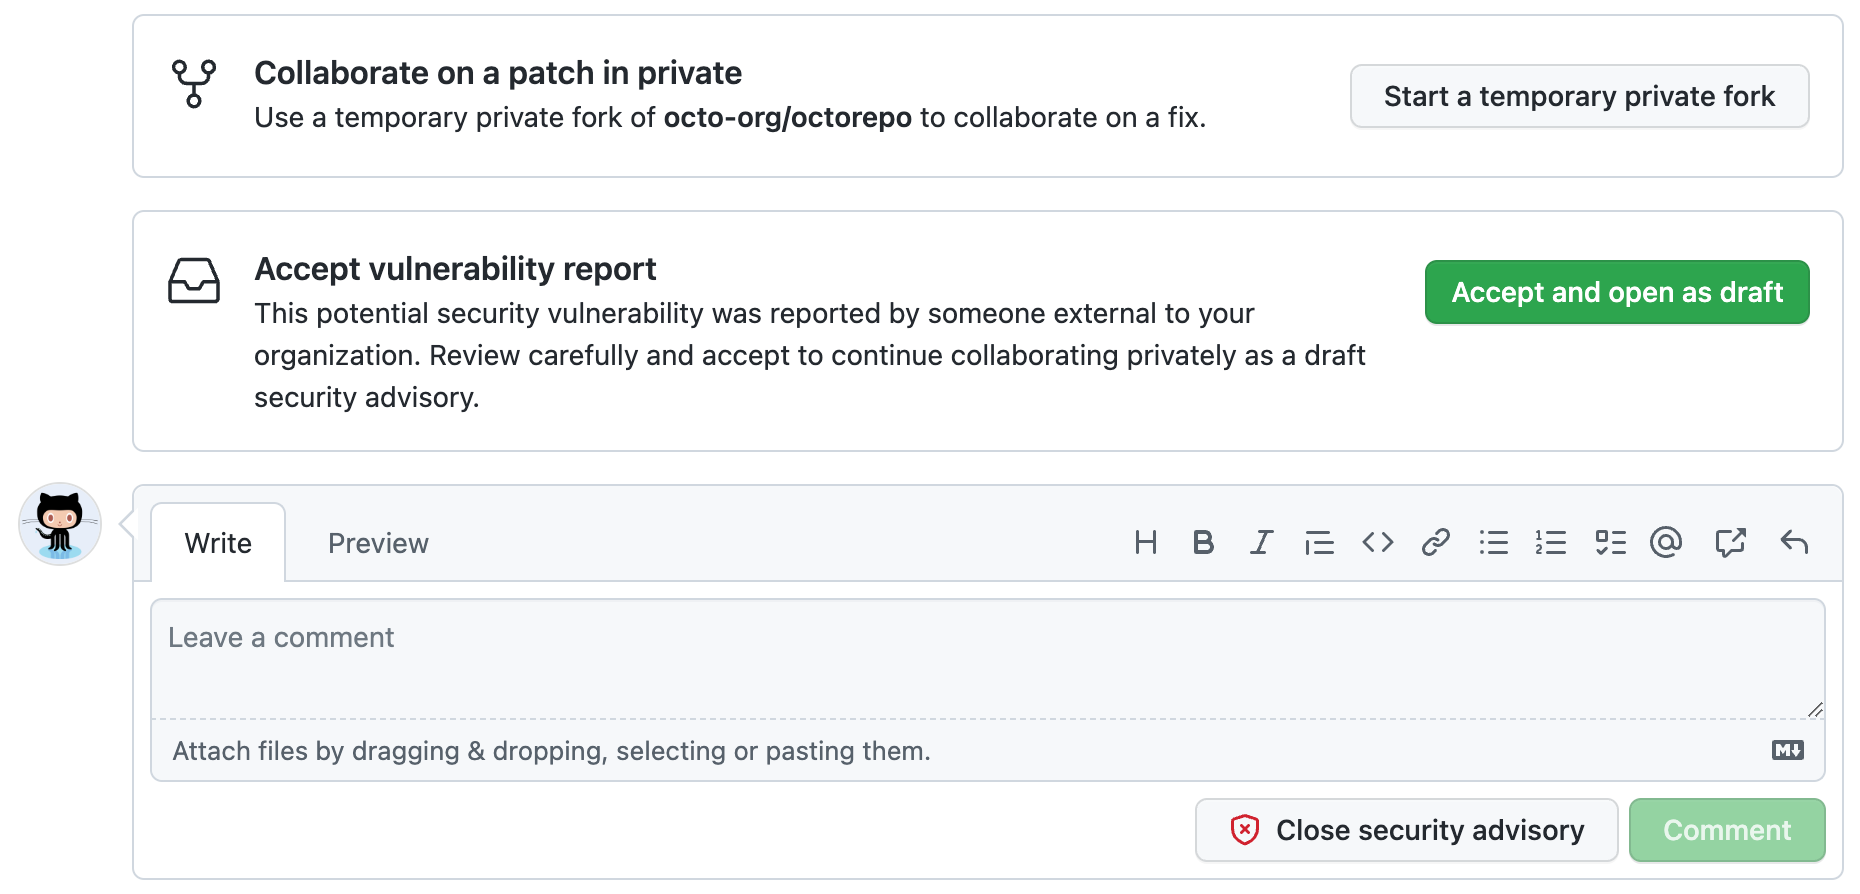 Collaborate on a patch in private
Use a temporary private fork of octo-org/octorepo to collaborate on a fix.
Start a temporary private fork
Accept vulnerability report
This potential security vulnerability was reported by someone external to your
organization. Review carefully and accept to continue collaborating privately as a draft
security advisory.
Accept and open as draft
Write
Preview
Leave a comment
Attach files by dragging & dropping, selecting or pasting them.
Close security advisory
Comment